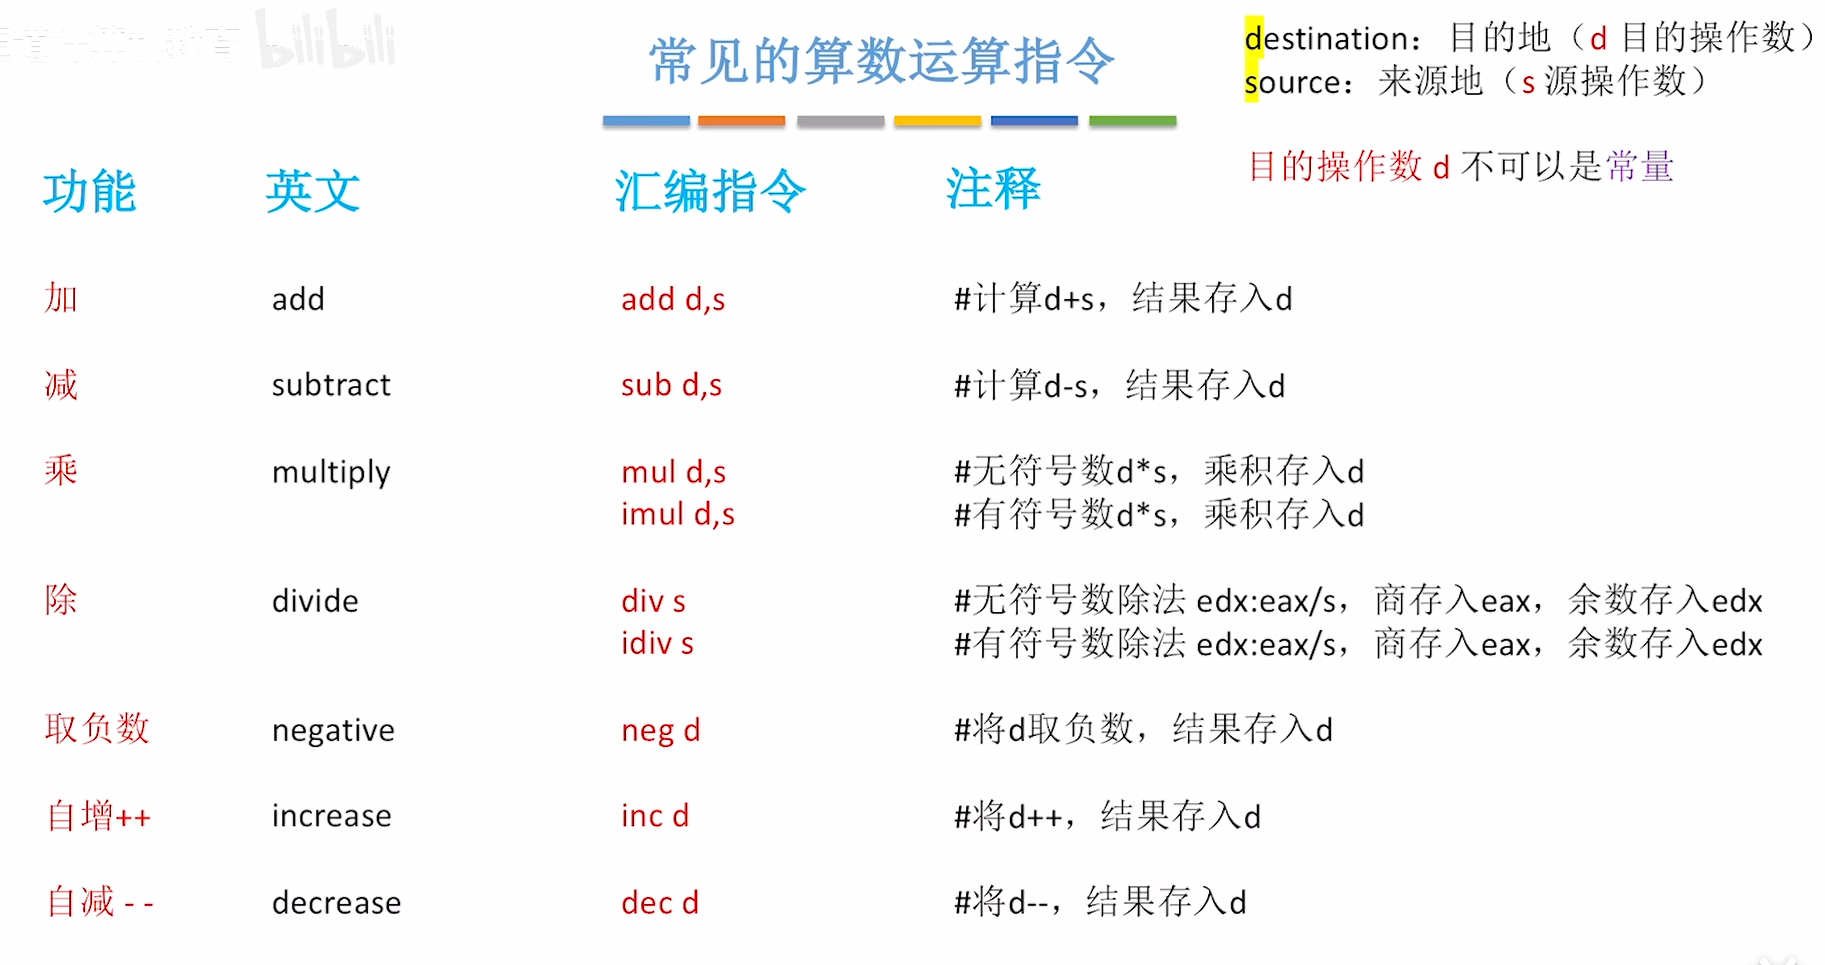 bilibili
常见的算数运算指令
destination：目的地（d 目的操作数）
source：来源地（s 源操作数）
目的操作数 d 不可以是常量
功能 英文 汇编指令 注释
加 add add d,s #计算d+s，结果存入d
减 subtract sub d,s #计算d-s，结果存入d
乘 multiply mul d,s #无符号数d*s，乘积存入d
imul d,s #有符号数d*s，乘积存入d
除 divide div s #无符号数除法 edx:eax/s，商存入eax，余数存入edx
idiv s #有符号数除法 edx:eax/s，商存入eax，余数存入edx
取负数 negative neg d #将d取负数，结果存入d
自增++ increase inc d #将d++，结果存入d
自减 - - decrease dec d #将d--，结果存入d